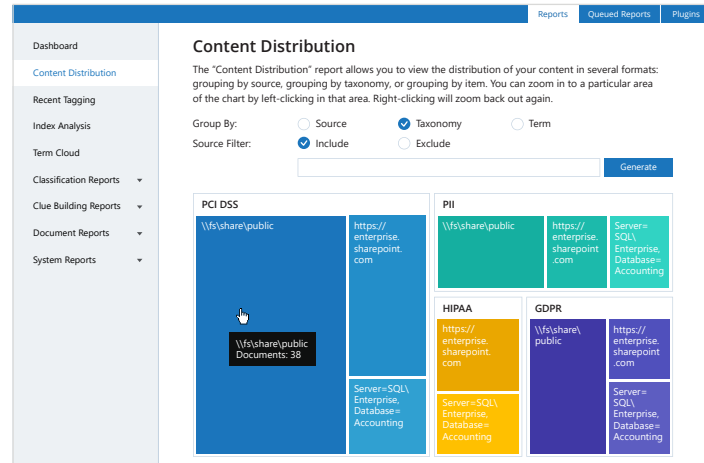 Reports Queued Reports Plugins
Dashboard
Content Distribution
Recent Tagging
Index Analysis
Term Cloud
Classification Reports
Clue Building Reports
Document Reports
System Reports
Content Distribution
The “Content Distribution” report allows you to view the distribution of your content in several formats:
grouping by source, grouping by taxonomy, or grouping by item. You can zoom in to a particular area
of the chart by left-clicking in that area. Right-clicking will zoom back out again.
Group By: Source Taxonomy Term
Source Filter: Include Exclude
Generate
PCI DSS
\\fs\share\public
https://
enterprise.
sharepoint.
com
Server=SQL\
Enterprise,
Database=
Accounting
\\fs\share\public
Documents: 38
PII
\\fs\share\public
https://
enterprise.
sharepoint
.com
Server=
SQL\
Enterprise,
Database=
Accounting
HIPAA
https://
enterprise.
sharepoint.
com
Server=SQL\
Enterprise,
Database=
Accounting
GDPR
\\fs\share\
public
https://
enterprise.
sharepoint
.com
Server=
SQL\
Enterprise,
Database=
Accounting